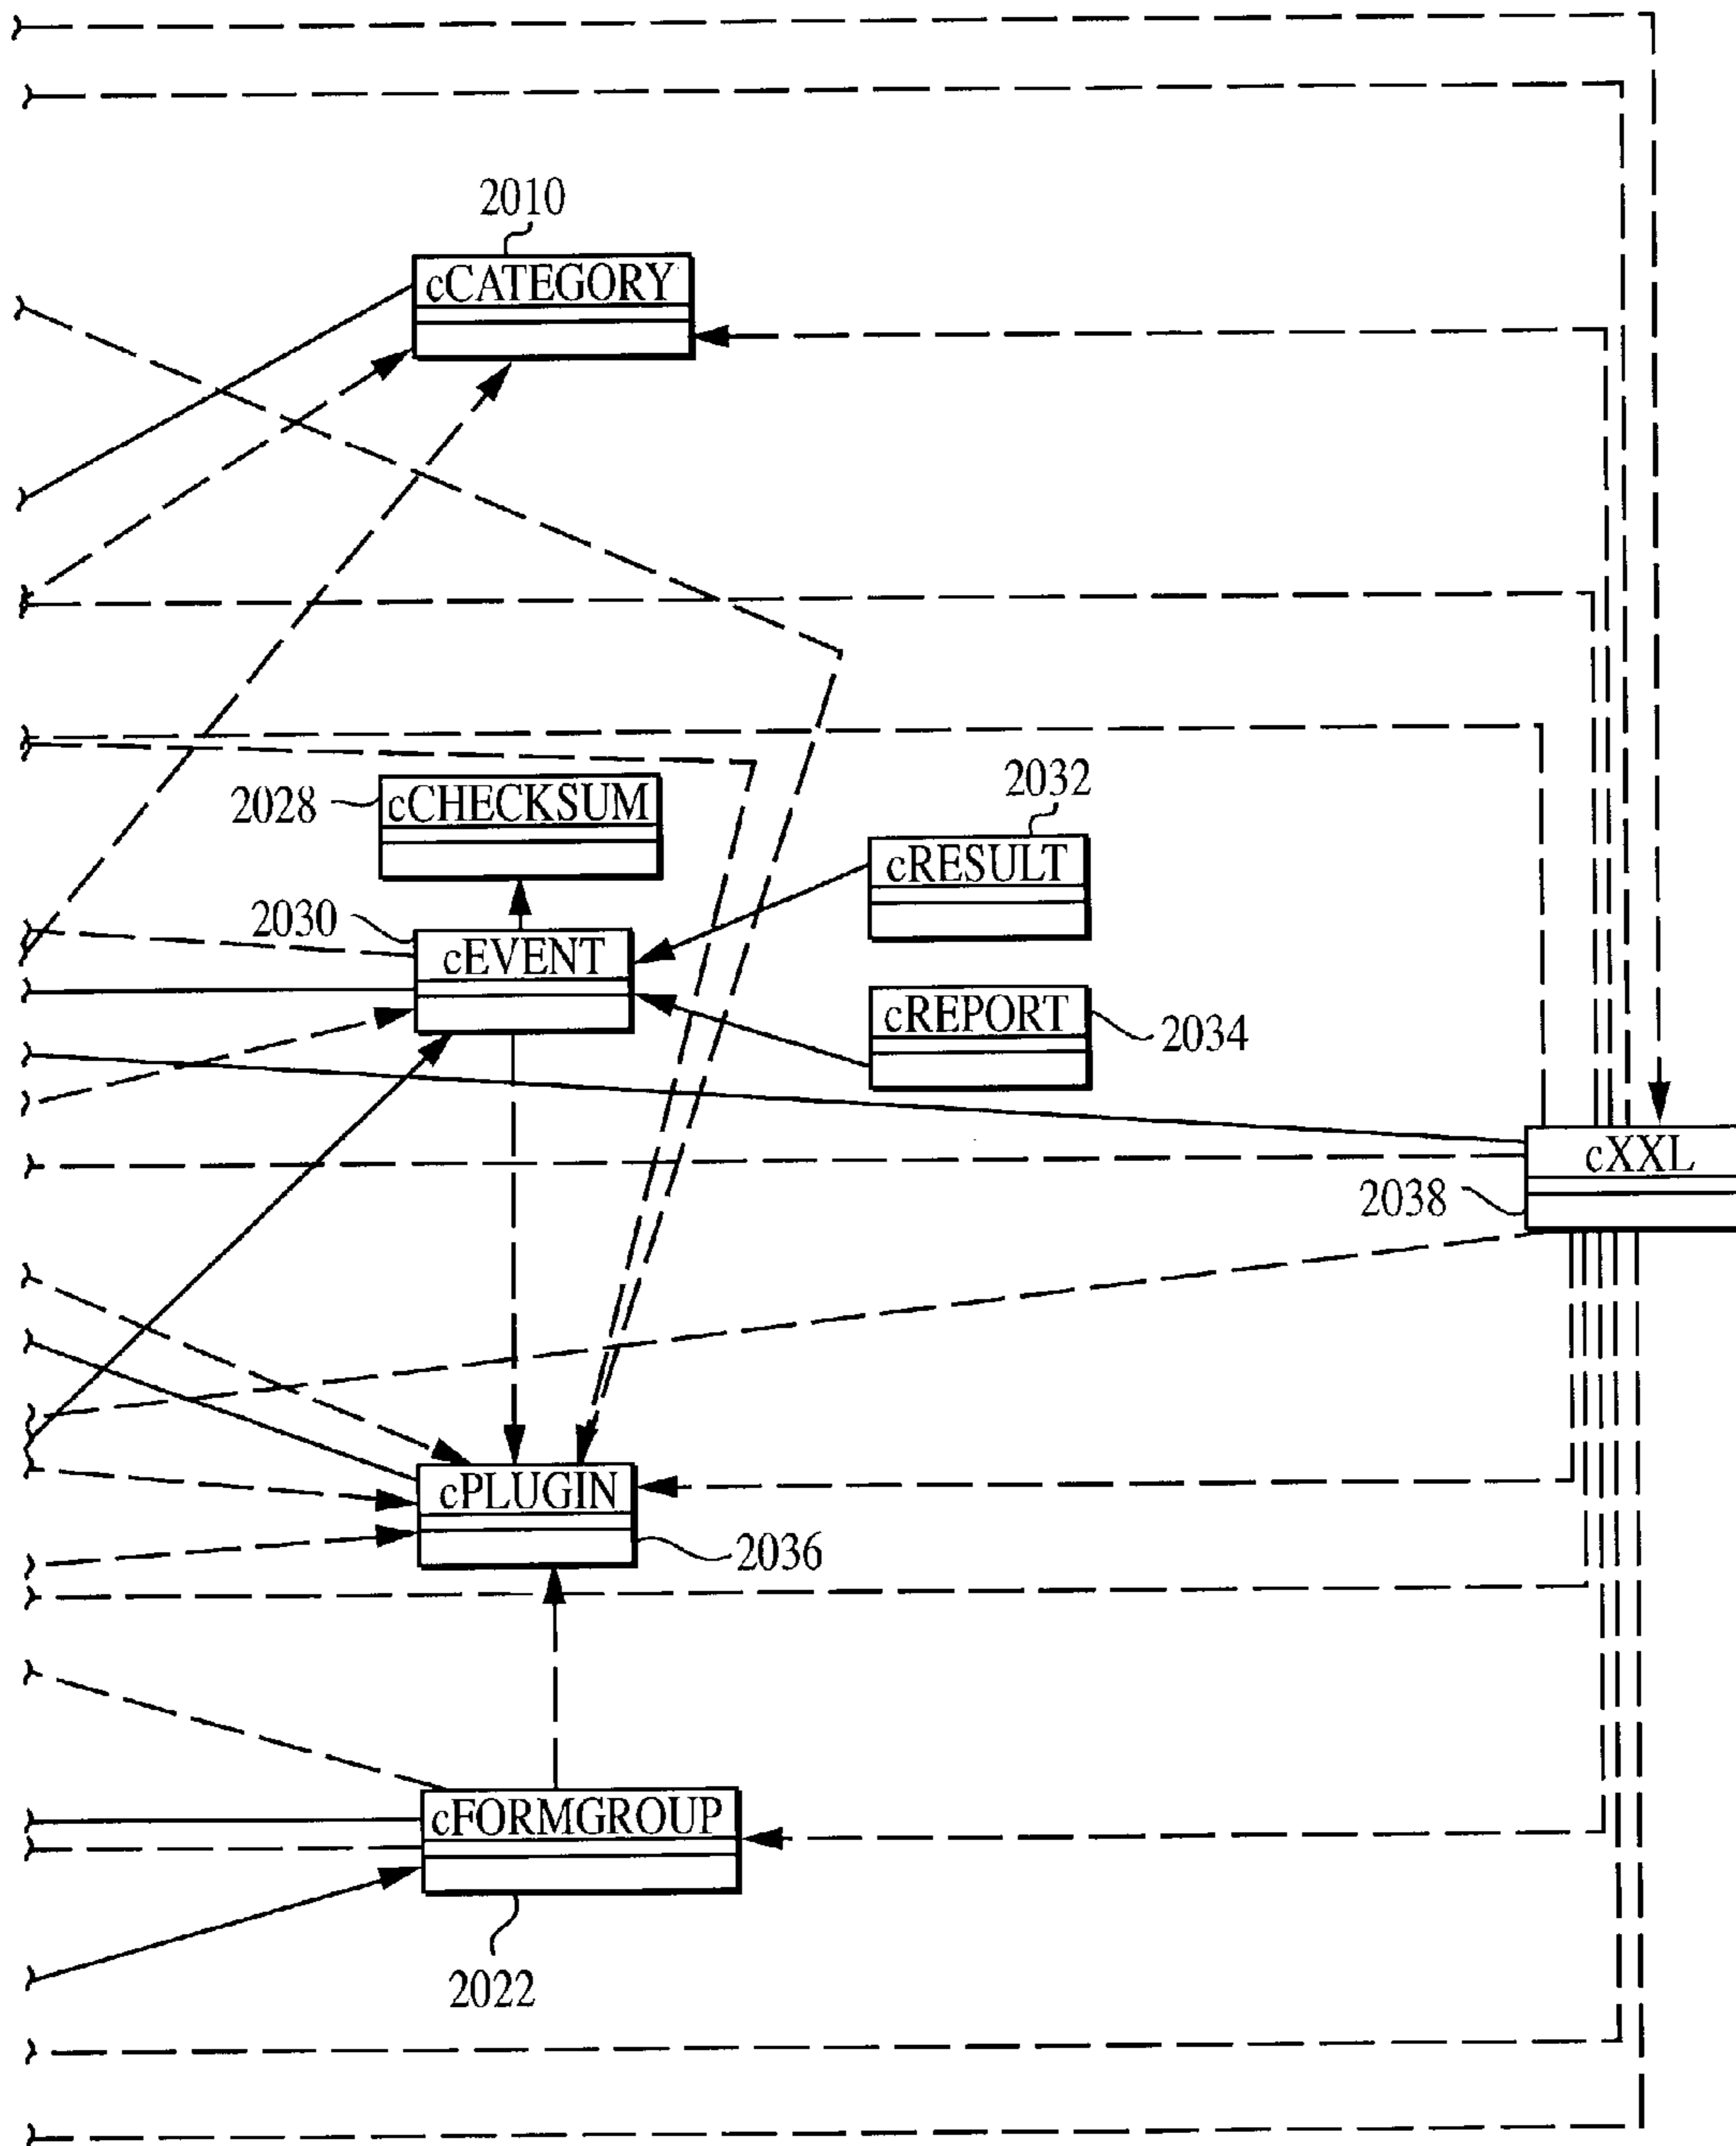 2010
cCATEGORY
2028
cCHECKSUM
2032
cRESULT
2030
cEVENT
cREPORT
2034
cXXL
2038
cPLUGIN
2036
cFORMGROUP
2022